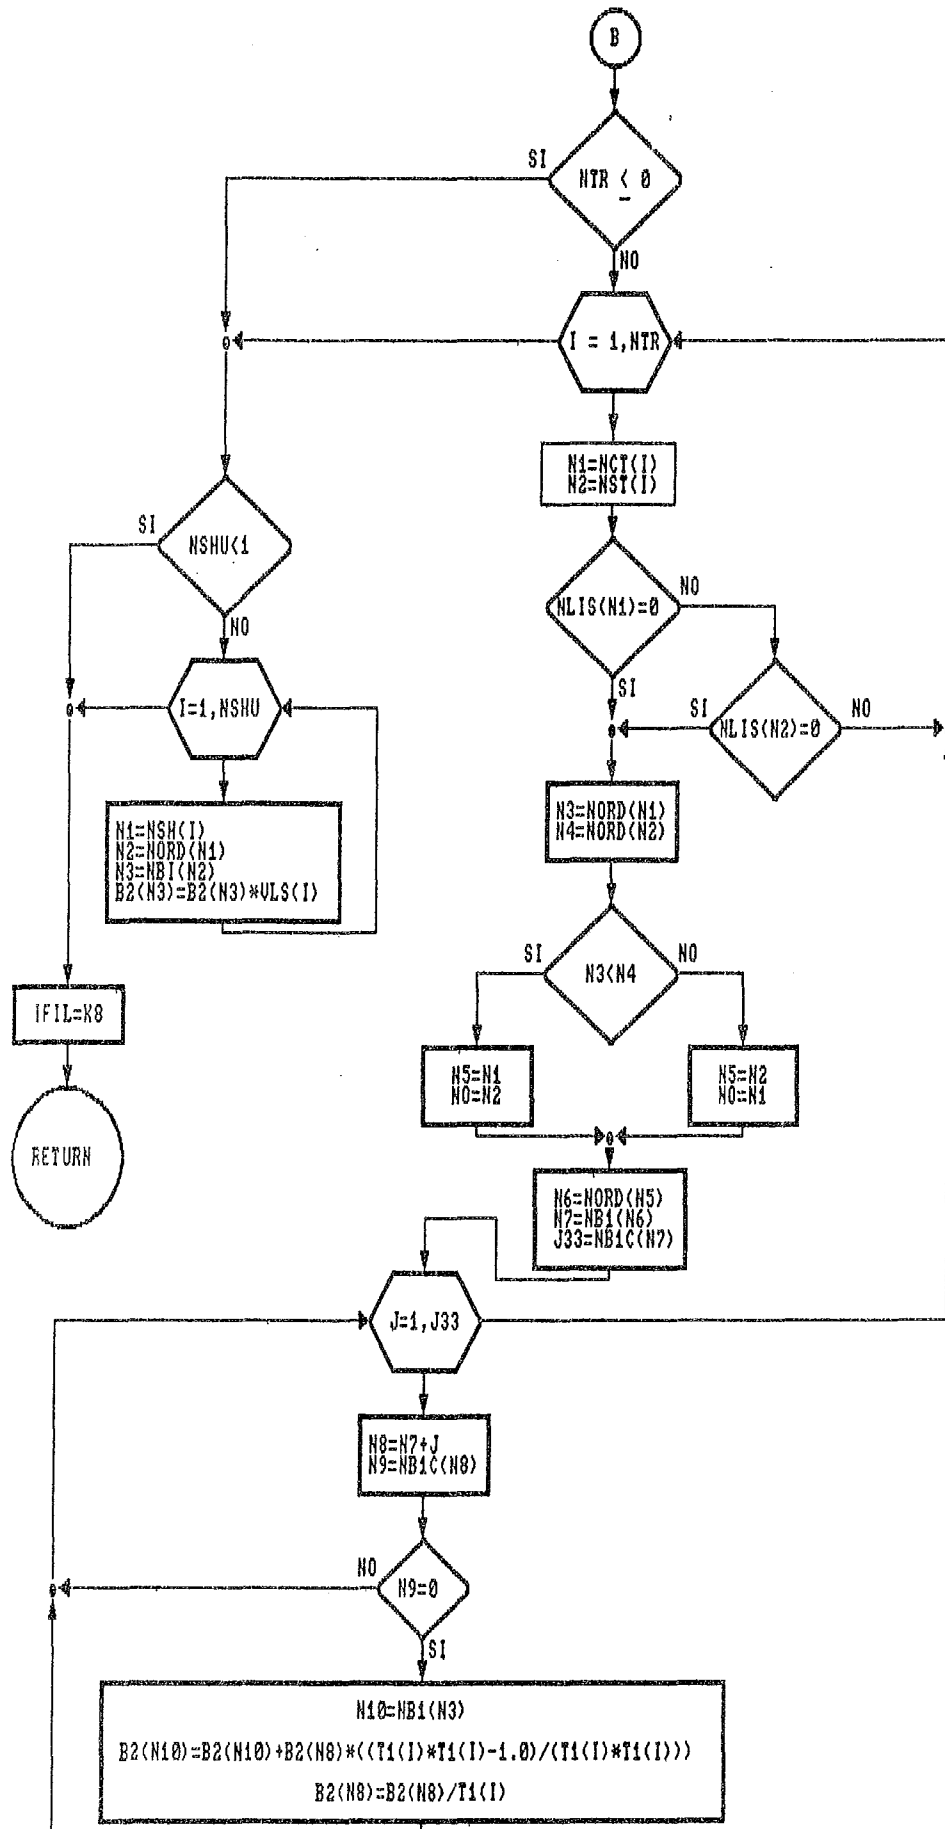 B
SI
NTR ≤ 0
NO
I = 1,NTR
N1=NCT(I)
N2=NST(I)
SI
NSHU<1
NO
NLIS(N1)=0
NO
SI
I=1,NSHU
SI
NLIS(N2)=0
NO
N1=NSH(I)
N2=NORD(N1)
N3=NBI(N2)
B2(N3)=B2(N3)*VLS(I)
N3=NORD(N1)
N4=NORD(N2)
SI
N3<N4
NO
IFIL=K8
N5=N1
NO=N2
N5=N2
NO=N1
RETURN
N6=NORD(N5)
N7=NB1(N6)
J33=NB1C(N7)
J=1,J33
N8=N7+J
N9=NB1C(N8)
NO
N9=0
SI
N10=NB1(N3)
B2(N10)=B2(N10)+B2(N8)*((T1(I)*T1(I)-1.0)/(T1(I)*T1(I)))
B2(N8)=B2(N8)/T1(I)